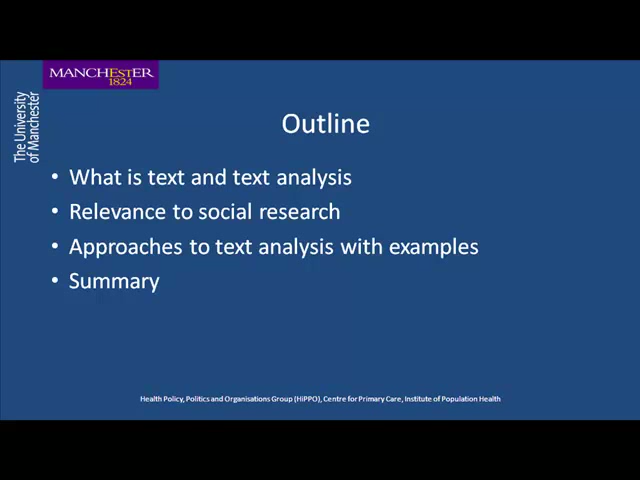 MANCHESTER
1824
The University
of Manchester
Outline
• What is text and text analysis
• Relevance to social research
• Approaches to text analysis with examples
• Summary
Health Policy, Politics and Organisations Group (HiPPO), Centre for Primary Care, Institute of Population Health